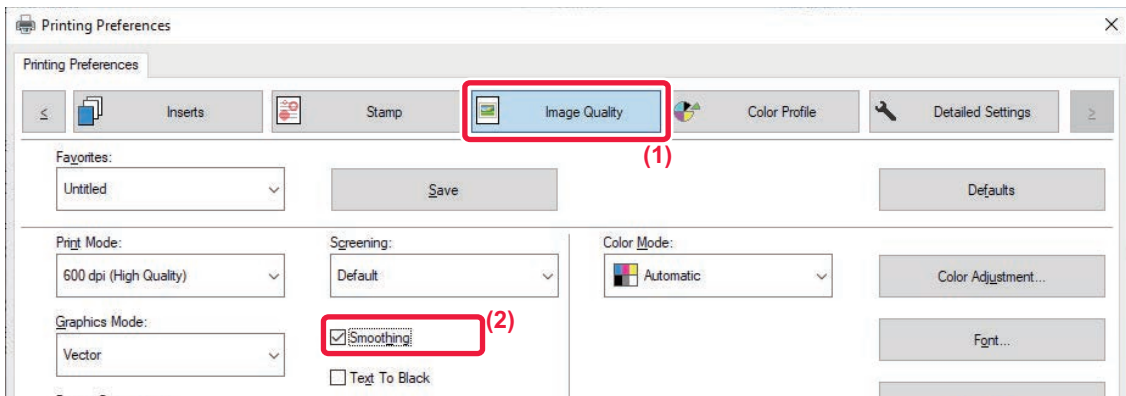 Printing Preferences
Printing Preferences
< Inserts Stamp Image Quality Color Profile Detailed Settings >
(1)
Favorites:
Untitled Save Defaults
Print Mode: Screening: Color Mode:
600 dpi (High Quality) Default Automatic Color Adjustment...
Graphics Mode: (2)
Smoothing Font...
Vector
Text To Black